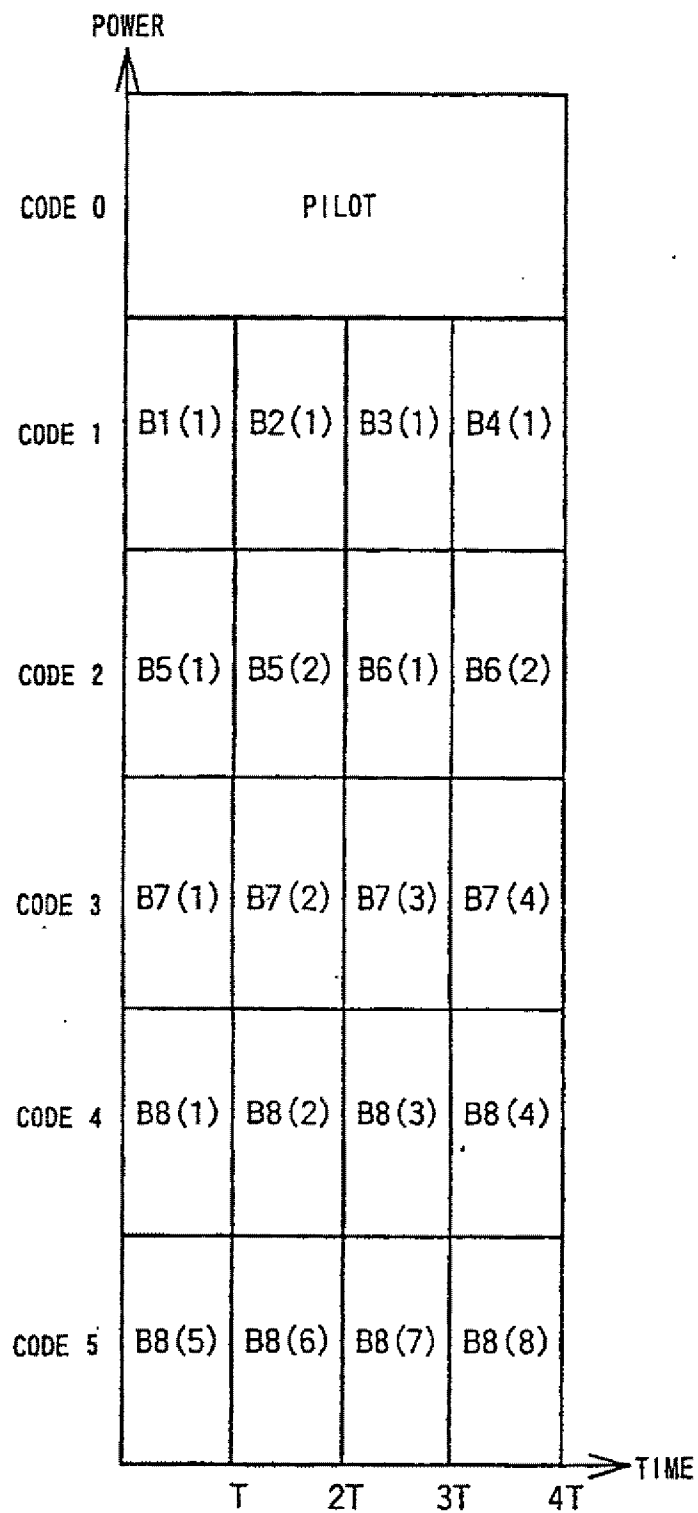 POWER
CODE 0 PILOT
CODE 1 B1(1) B2(1) B3(1) B4(1)
CODE 2 B5(1) B5(2) B6(1) B6(2)
CODE 3 B7(1) B7(2) B7(3) B7(4)
CODE 4 B8(1) B8(2) B8(3) B8(4)
CODE 5 B8(5) B8(6) B8(7) B8(8)
TIME
T 2T 3T 4T